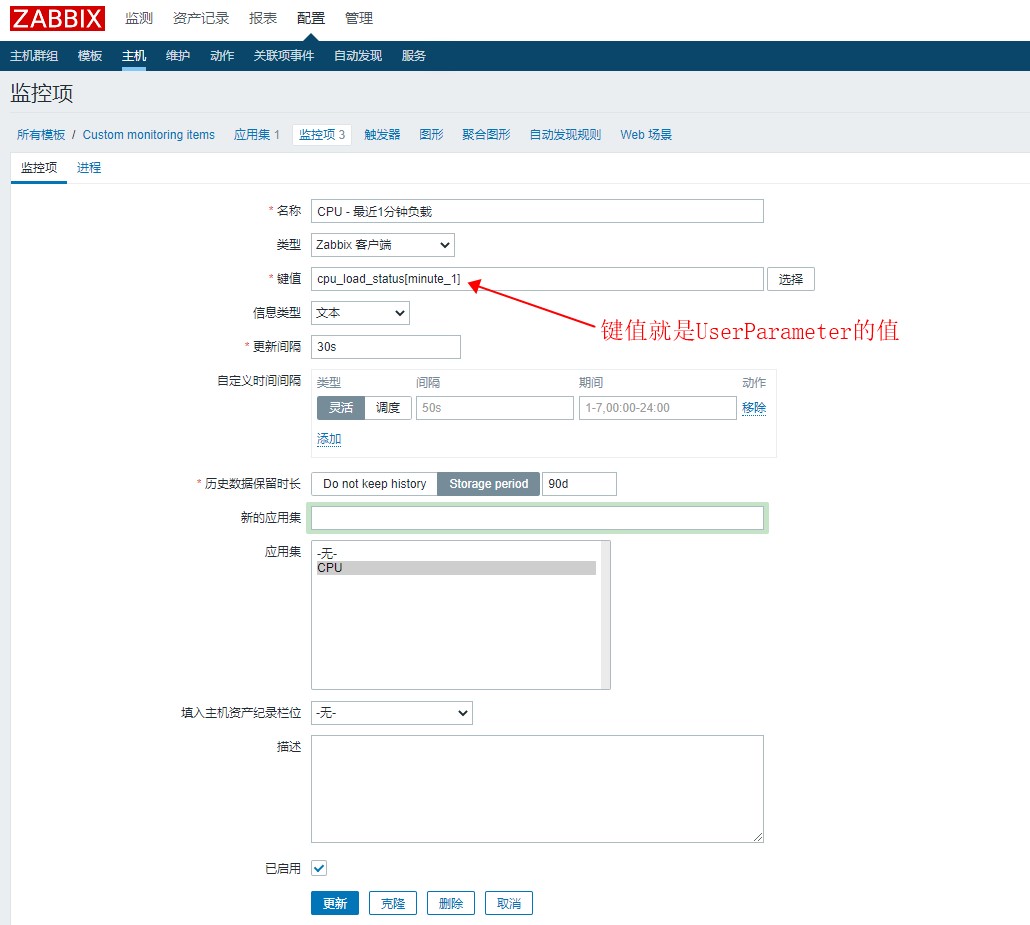 ZABBIX 监测 资产记录 报表 配置 管理
主机群组 模板 主机 维护 动作 关联项事件 自动发现 服务
监控项
所有模板 / Custom monitoring items 应用集 1 监控项 3 触发器 图形 聚合图形 自动发现规则 Web 场景
监控项 进程
* 名称 CPU - 最近1分钟负载
类型 Zabbix 客户端
* 键值 cpu_load_status[minute_1] 选择
信息类型 文本
键值就是UserParameter的值
* 更新间隔 30s
自定义时间间隔 类型 间隔 期间 动作
灵活 调度 50s 1-7,00:00-24:00 移除
添加
* 历史数据保留时长 Do not keep history Storage period 90d
新的应用集
应用集 -无-
CPU
填入主机资产纪录栏位 -无-
描述
已启用
更新 克隆 删除 取消